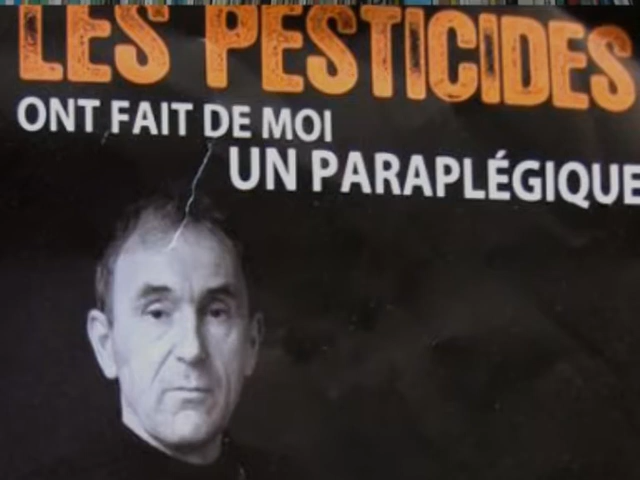 LES PESTICIDES
ONT FAIT DE MOI
UN PARAPLÉGIQUE